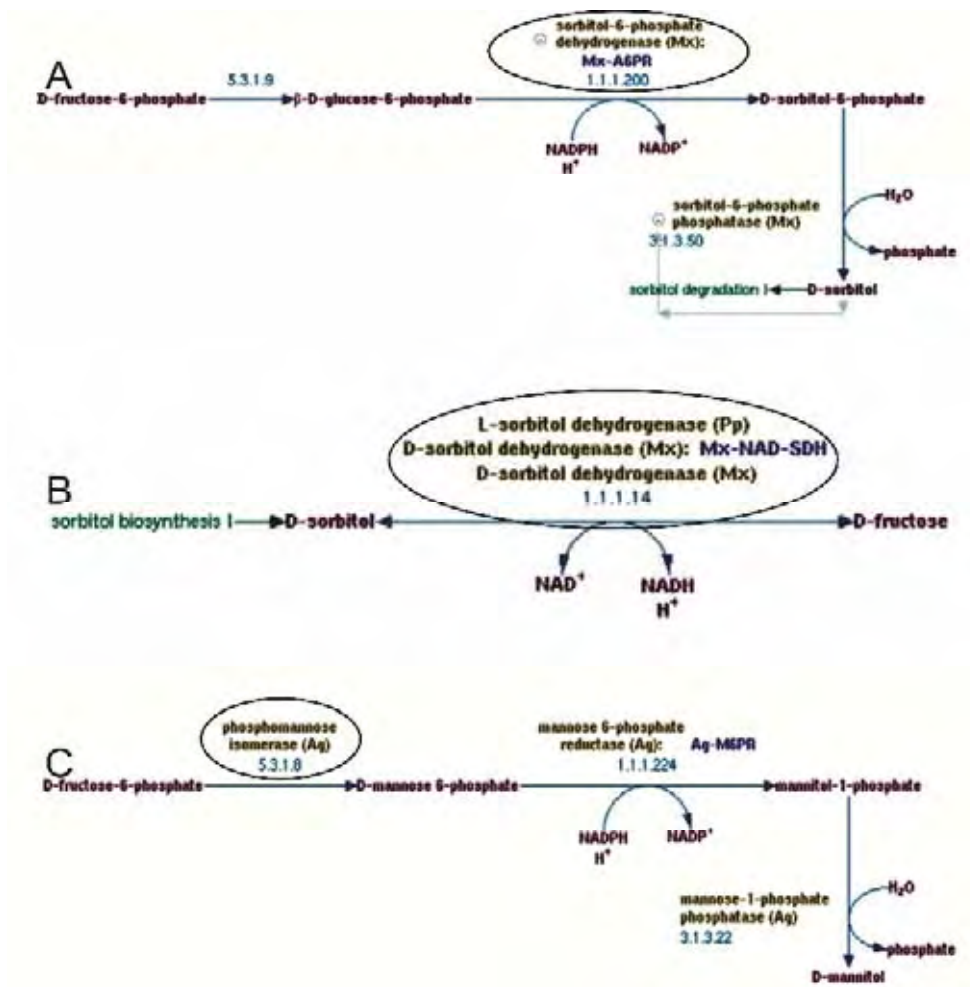 A
sorbitol-6-phosphate
dehydrogenase (Mx):
Mx-A6PR
1.1.1.200
5.3.1.9
D-fructose-6-phosphate
β-D-glucose-6-phosphate
D-sorbitol-6-phosphate
NADPH
H+
NADP+
sorbitol-6-phosphate
phosphatase (Mx)
3.1.3.50
H2O
phosphate
sorbitol degradation I
D-sorbitol
B
L-sorbitol dehydrogenase (Pp)
D-sorbitol dehydrogenase (Mx): Mx-NAD-SDH
D-sorbitol dehydrogenase (Mx)
1.1.1.14
sorbitol biosynthesis I
D-sorbitol
D-fructose
NAD+
NADH
H+
C
phosphomannose
isomerase (Ag)
5.3.1.8
mannose 6-phosphate
reductase (Ag): Ag-M6PR
1.1.1.224
D-fructose-6-phosphate
D-mannose 6-phosphate
mannitol-1-phosphate
NADPH
H+
NADP+
mannose-1-phosphate
phosphatase (Ag)
3.1.3.22
H2O
phosphate
D-mannitol